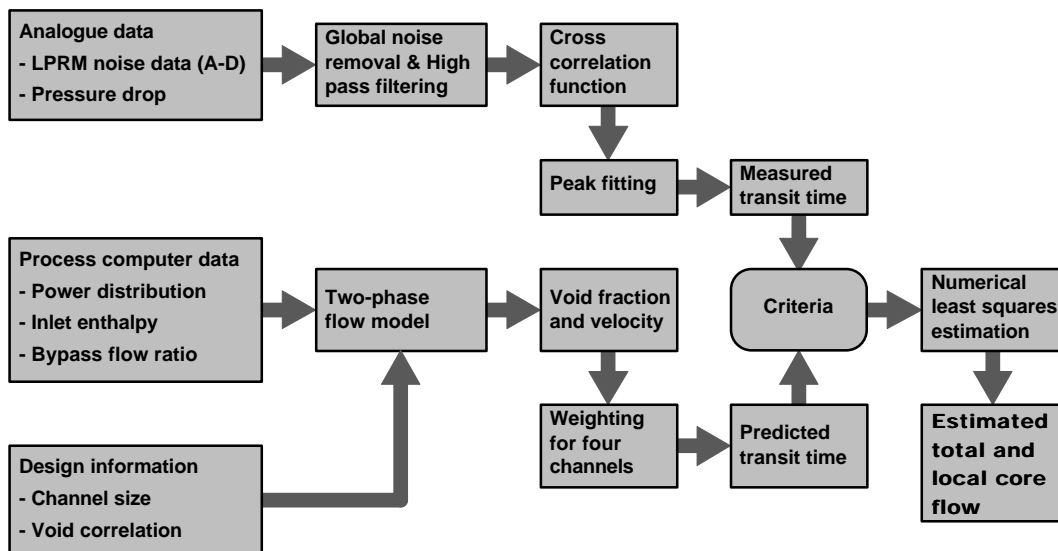 Analogue data
- LPRM noise data (A-D)
- Pressure drop
Global noise
removal & High
pass filtering
Cross
correlation
function
Peak fitting
Measured
transit time
Process computer data
- Power distribution
- Inlet enthalpy
- Bypass flow ratio
Two-phase
flow model
Void fraction
and velocity
Criteria
Numerical
least squares
estimation
Design information
- Channel size
- Void correlation
Weighting
for four
channels
Predicted
transit time
Estimated
total and
local core
flow